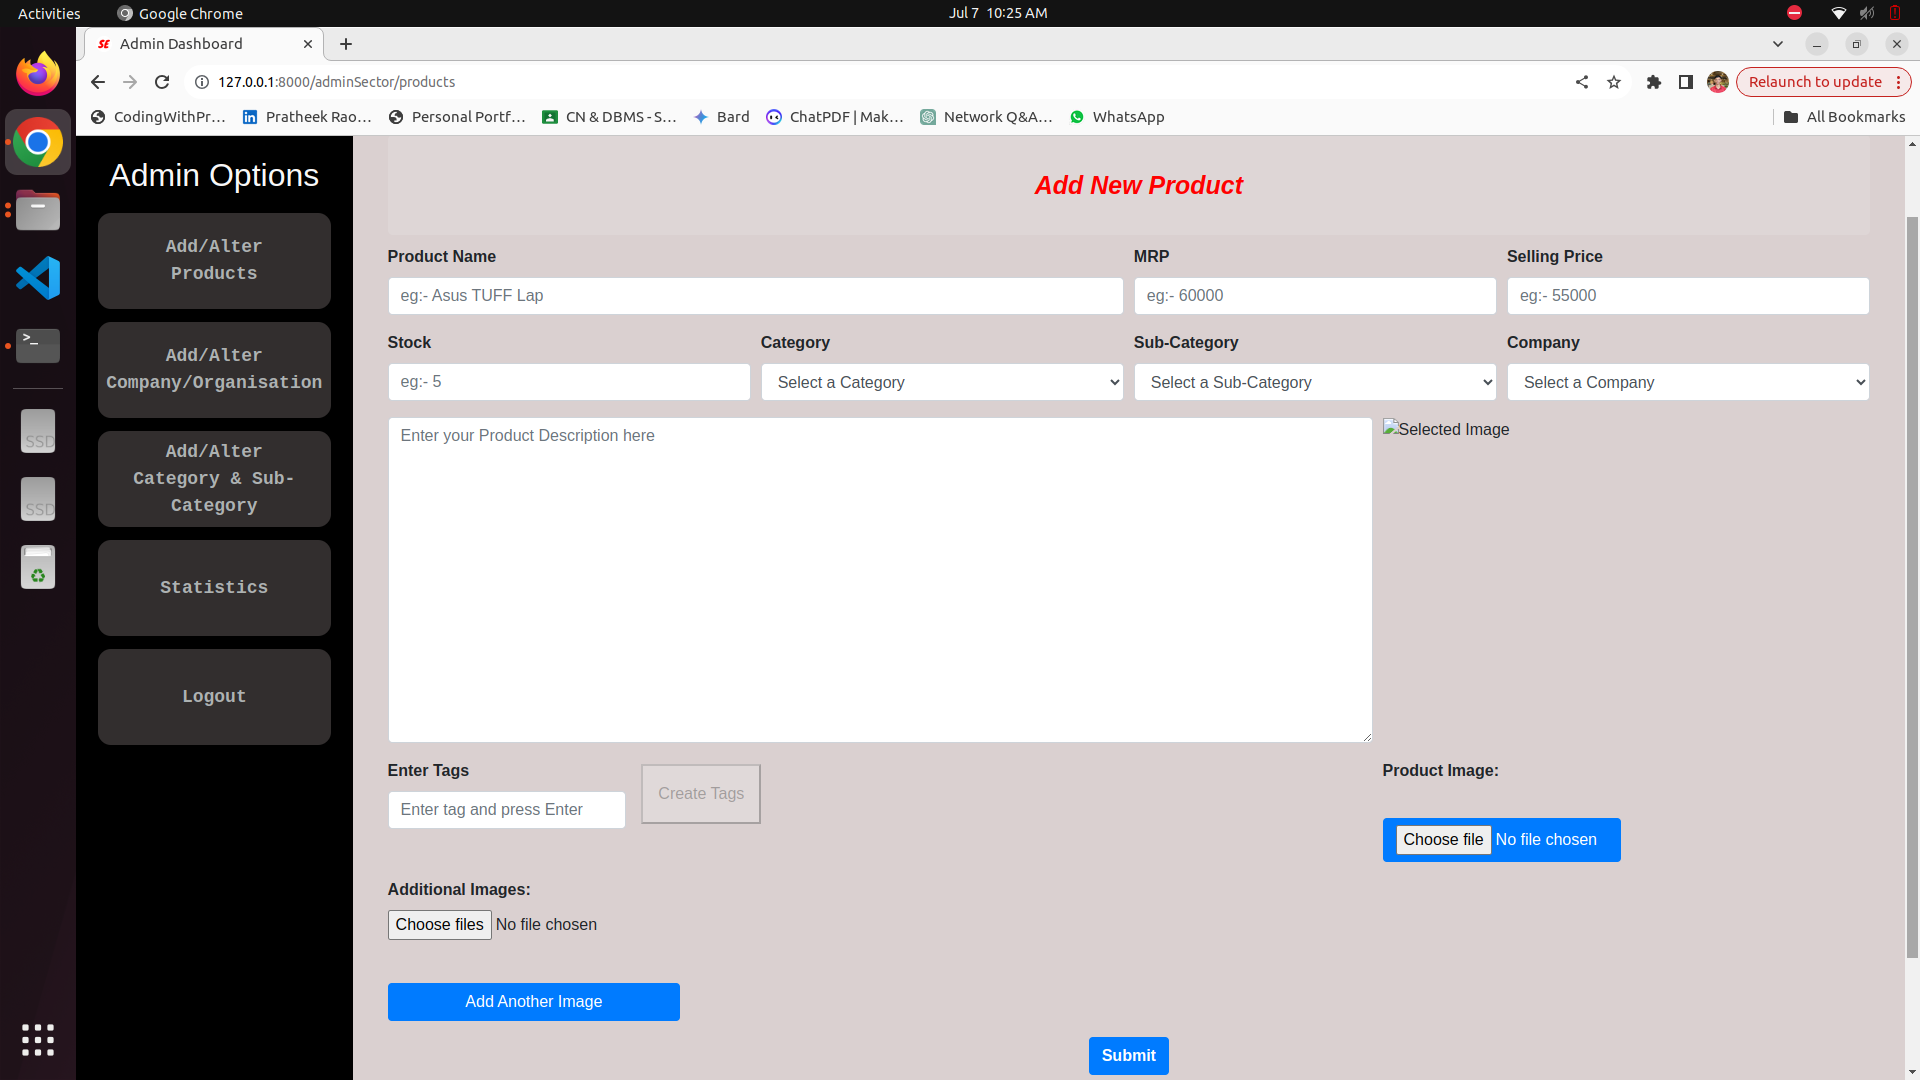 Activities
Google Chrome
Jul 7 10:25 AM
SE Admin Dashboard
127.0.0.1:8000/adminSector/products
Relaunch to update
CodingWithPr...
Pratheek Rao...
Personal Portf...
CN & DBMS - S...
Bard
ChatPDF | Mak...
Network Q&A...
WhatsApp
All Bookmarks
Admin Options
Add/Alter
Products
Add/Alter
Company/Organisation
Add/Alter
Category & Sub-
Category
Statistics
Logout
SSD
SSD
Add New Product
Product Name
MRP
Selling Price
eg:- Asus TUFF Lap
eg:- 60000
eg:- 55000
Stock
Category
Sub-Category
Company
eg:- 5
Select a Category
Select a Sub-Category
Select a Company
Enter your Product Description here
Selected Image
Enter Tags
Enter tag and press Enter
Create Tags
Product Image:
Choose file No file chosen
Additional Images:
Choose files No file chosen
Add Another Image
Submit